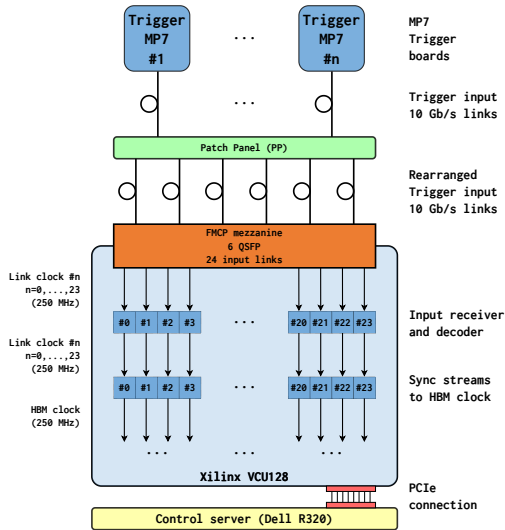 Trigger
MP7
#1
...
Trigger
MP7
#n
MP7
Trigger
boards
...
Trigger input
10 Gb/s links
Patch Panel (PP)
Rearranged
Trigger input
10 Gb/s links
FMCP mezzanine
6 QSFP
24 input links
Link clock #n
n=0,...,23
(250 MHz)
#0 #1 #2 #3 ... #20 #21 #22 #23
Input receiver
and decoder
Link clock #n
n=0,...,23
(250 MHz)
#0 #1 #2 #3 ... #20 #21 #22 #23
Sync streams
to HBM clock
HBM clock
(250 MHz)
... ... ...
Xilinx VCU128
PCIe
connection
Control server (Dell R320)